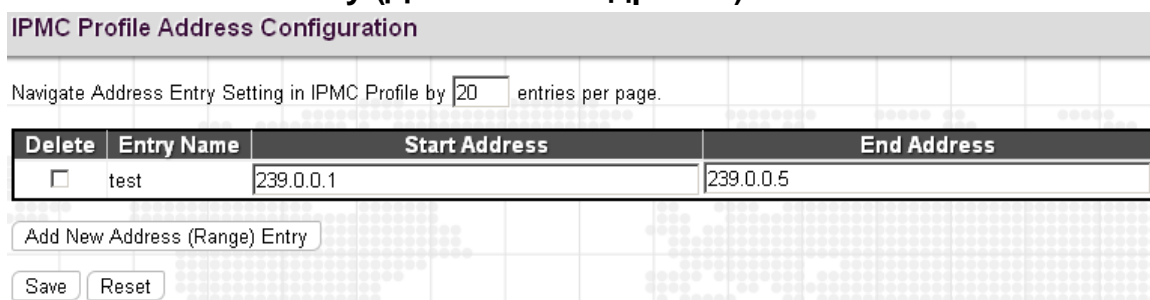 IPMC Profile Address Configuration
Navigate Address Entry Setting in IPMC Profile by 20 entries per page.
Delete Entry Name Start Address End Address
test 239.0.0.1 239.0.0.5
Add New Address (Range) Entry
Save Reset